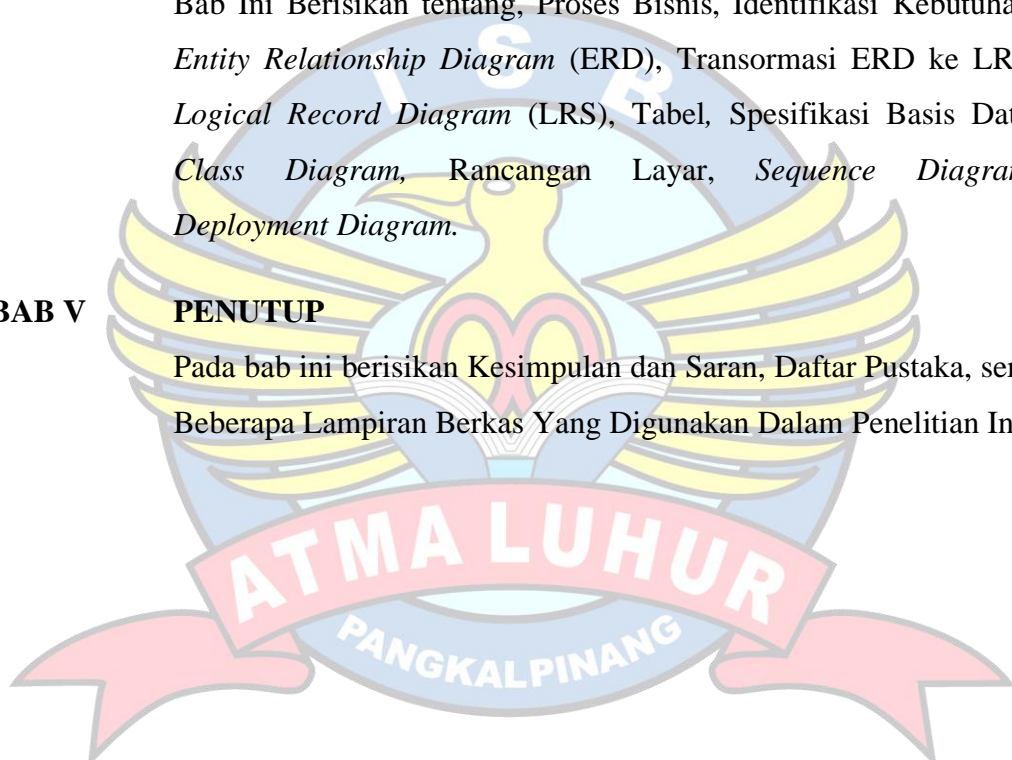 Bab Ini Berisikan tentang, Proses Bisnis, Identifikasi Kebutuha
Entity Relationship Diagram (ERD), Transormasi ERD ke LR
Logical Record Diagram (LRS), Tabel, Spesifikasi Basis Dat
Class Diagram, Rancangan Layar, Sequence Diagra
Deployment Diagram.
BAB V PENUTUP
Pada bab ini berisikan Kesimpulan dan Saran, Daftar Pustaka, ser
Beberapa Lampiran Berkas Yang Digunakan Dalam Penelitian In
ISB
ATMA LUHUR
PANGKALPINANG